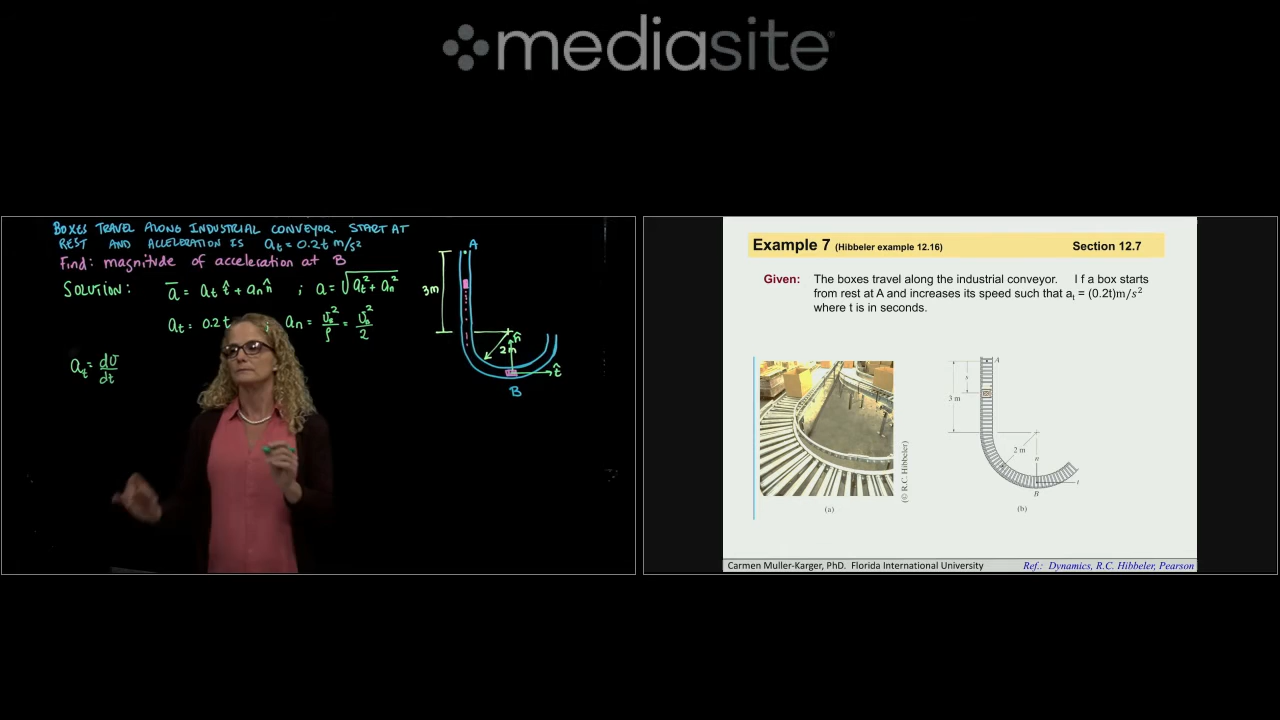 mediasite
BOXES TRAVEL ALONG INDUSTRIAL CONVEYOR. START AT
REST AND ACCELERATION IS at = 0.2t m/s²
Find: magnitude of acceleration at B
SOLUTION: a̅ = at t̂ + an n̂ ; a = √at² + an²
at = 0.2t ; an = vB²/ρ = vB²/2
at = dv/dt
A
3m
2m
n̂
t̂
B
Example 7 (Hibbeler example 12.16) Section 12.7
Given: The boxes travel along the industrial conveyor. I f a box starts
from rest at A and increases its speed such that at = (0.2t)m/s²
where t is in seconds.
(© R.C. Hibbeler)
(a)
A
s
3 m
2 m
n
t
B
(b)
Carmen Muller-Karger, PhD. Florida International University
Ref.: Dynamics, R.C. Hibbeler, Pearson